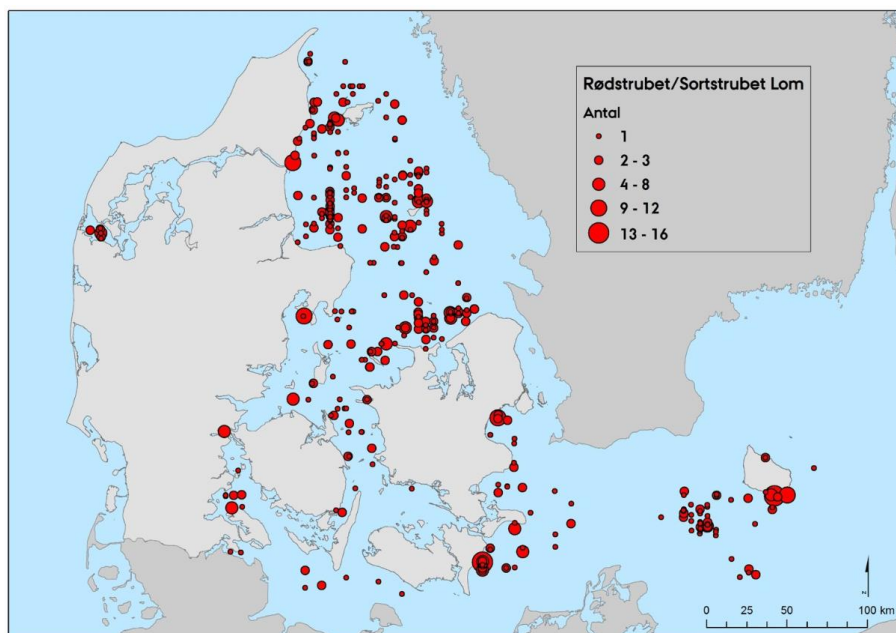 Rødstrubet/Sortstrubet Lom
Antal
1
2 - 3
4 - 8
9 - 12
13 - 16
z
0 25 50 100 km